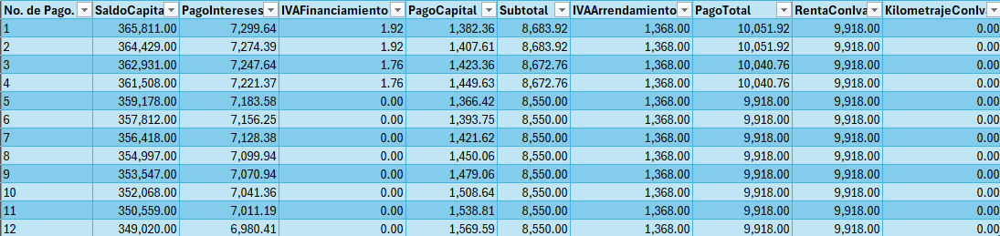 No. de Pago. SaldoCapita PagoIntereses IVAFinanciamiento PagoCapital Subtotal IVAArrendamiento PagoTotal RentaConIva KilometrajeConIv
1 365,811.00 7,299.64 1.92 1,382.36 8,683.92 1,368.00 10,051.92 9,918.00 0.00
2 364,429.00 7,274.39 1.92 1,407.61 8,683.92 1,368.00 10,051.92 9,918.00 0.00
3 362,931.00 7,247.64 1.76 1,423.36 8,672.76 1,368.00 10,040.76 9,918.00 0.00
4 361,508.00 7,221.37 1.76 1,449.63 8,672.76 1,368.00 10,040.76 9,918.00 0.00
5 359,178.00 7,183.58 0.00 1,366.42 8,550.00 1,368.00 9,918.00 9,918.00 0.00
6 357,812.00 7,156.25 0.00 1,393.75 8,550.00 1,368.00 9,918.00 9,918.00 0.00
7 356,418.00 7,128.38 0.00 1,421.62 8,550.00 1,368.00 9,918.00 9,918.00 0.00
8 354,997.00 7,099.94 0.00 1,450.06 8,550.00 1,368.00 9,918.00 9,918.00 0.00
9 353,547.00 7,070.94 0.00 1,479.06 8,550.00 1,368.00 9,918.00 9,918.00 0.00
10 352,068.00 7,041.36 0.00 1,508.64 8,550.00 1,368.00 9,918.00 9,918.00 0.00
11 350,559.00 7,011.19 0.00 1,538.81 8,550.00 1,368.00 9,918.00 9,918.00 0.00
12 349,020.00 6,980.41 0.00 1,569.59 8,550.00 1,368.00 9,918.00 9,918.00 0.00